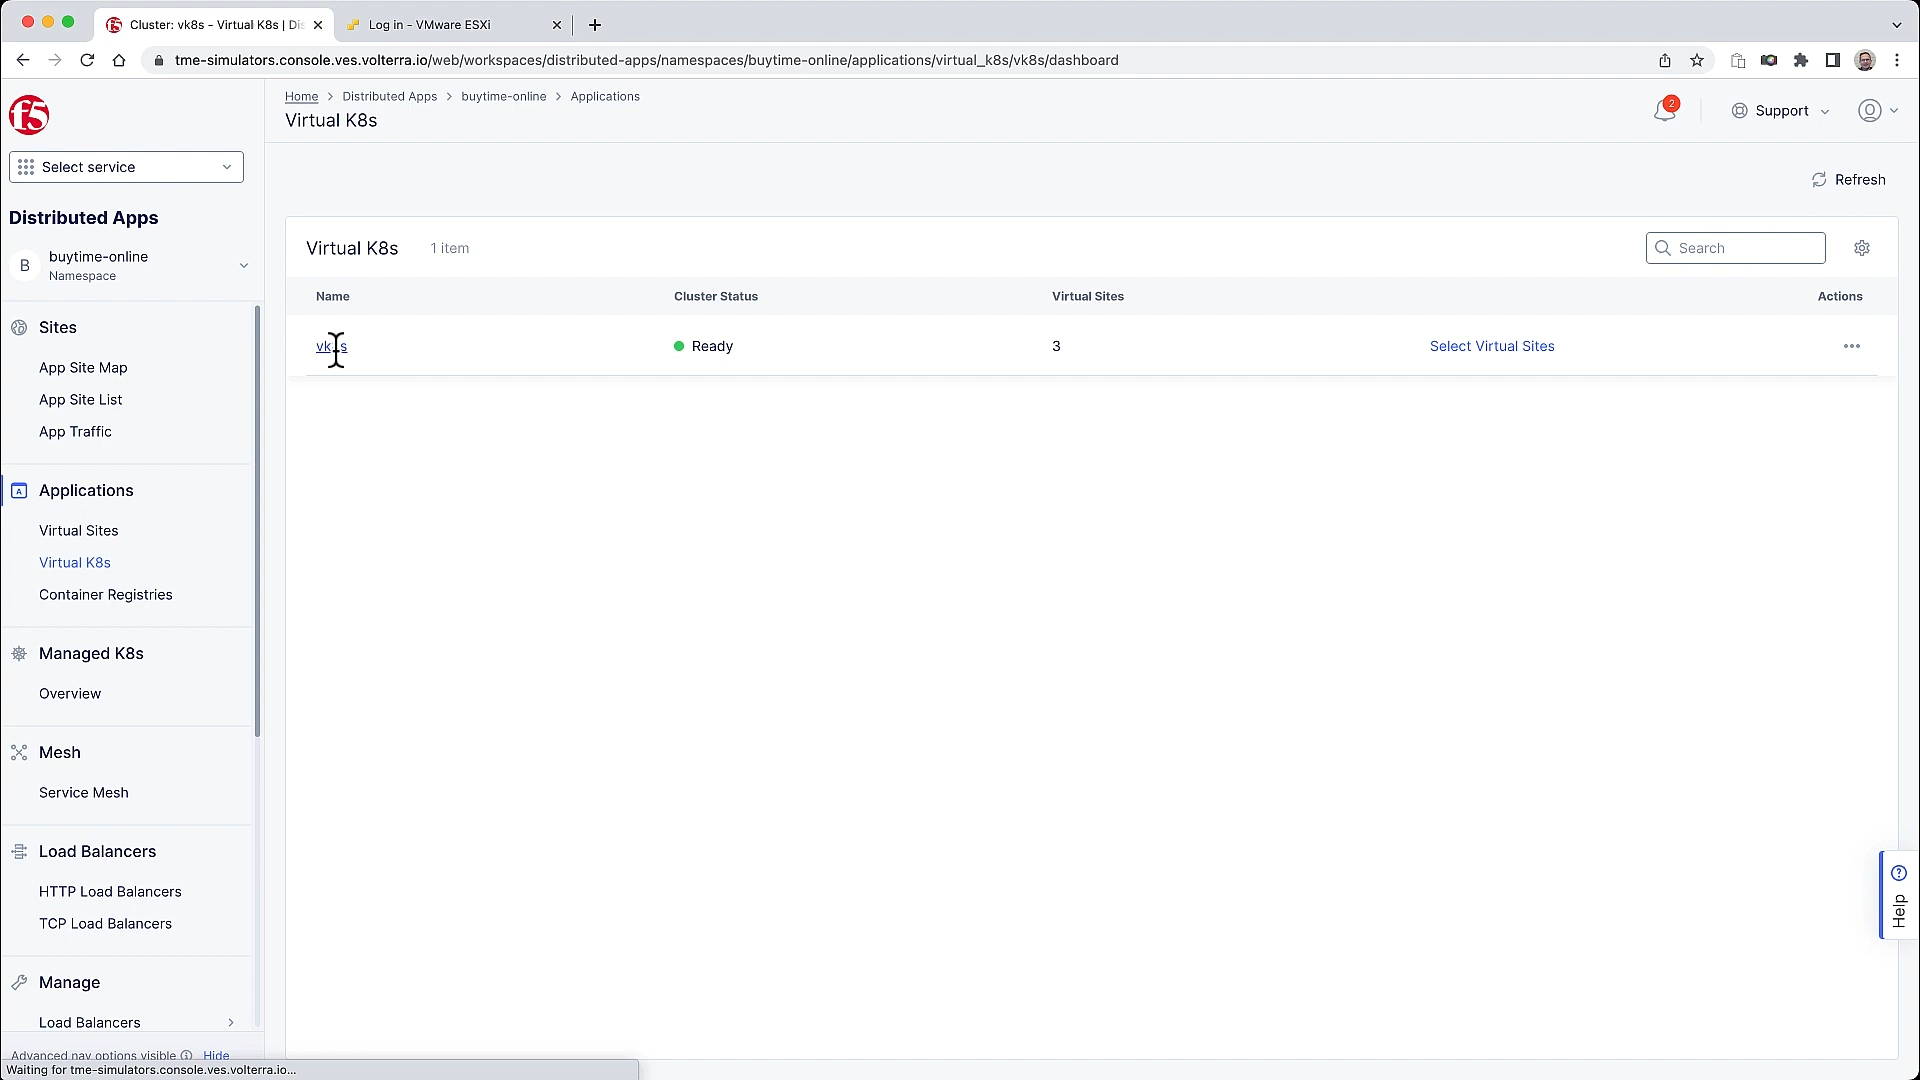 Cluster: vk8s - Virtual K8s | Dis
Log in - VMware ESXi
tme-simulators.console.ves.volterra.io/web/workspaces/distributed-apps/namespaces/buytime-online/applications/virtual_k8s/vk8s/dashboard
f5
Home > Distributed Apps > buytime-online > Applications
Virtual K8s
2
Support
Select service
Refresh
Distributed Apps
B
buytime-online
Namespace
Virtual K8s 1 item
Search
Name Cluster Status Virtual Sites Actions
Ready 3 Select Virtual Sites
Sites
App Site Map
App Site List
App Traffic
A
Applications
Virtual Sites
Virtual K8s
Container Registries
Managed K8s
Overview
Mesh
Service Mesh
Load Balancers
HTTP Load Balancers
TCP Load Balancers
Manage
Load Balancers
Advanced nav options visible Hide
Help
Waiting for tme-simulators.console.ves.volterra.io...